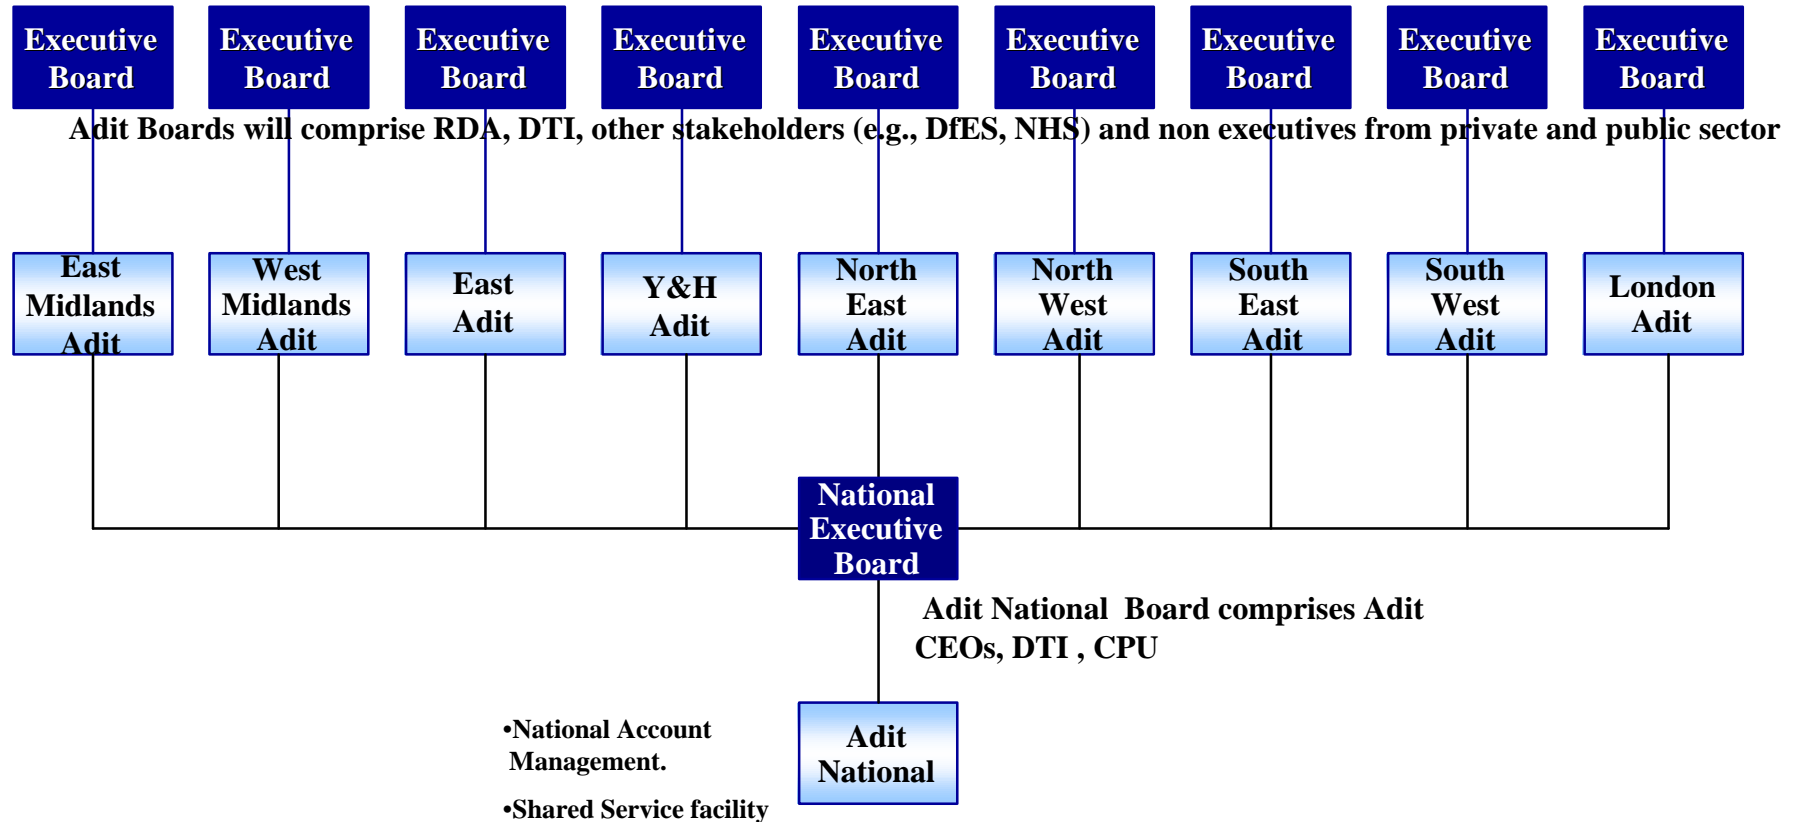 Executive
Board
Executive
Board
Executive
Board
Executive
Board
Executive
Board
Executive
Board
Executive
Board
Executive
Board
Executive
Board
Adit Boards will comprise RDA, DTI, other stakeholders (e.g., DfES, NHS) and non executives from private and public sector
East
Midlands
Adit
West
Midlands
Adit
East
Adit
Y&H
Adit
North
East
Adit
North
West
Adit
South
East
Adit
South
West
Adit
London
Adit
National
Executive
Board
Adit National Board comprises Adit
CEOs, DTI , CPU
•National Account
Management.
•Shared Service facility
Adit
National